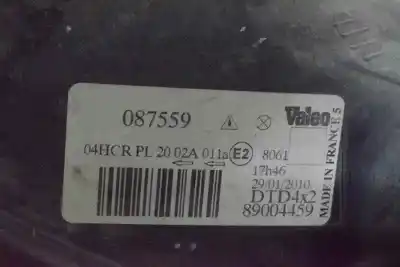 087559
Valeo
04HCR PL 20 02A 011a E2 8061
17h46
29/01/2010
DTD4x2
89004459
MADE IN FRANCE 5